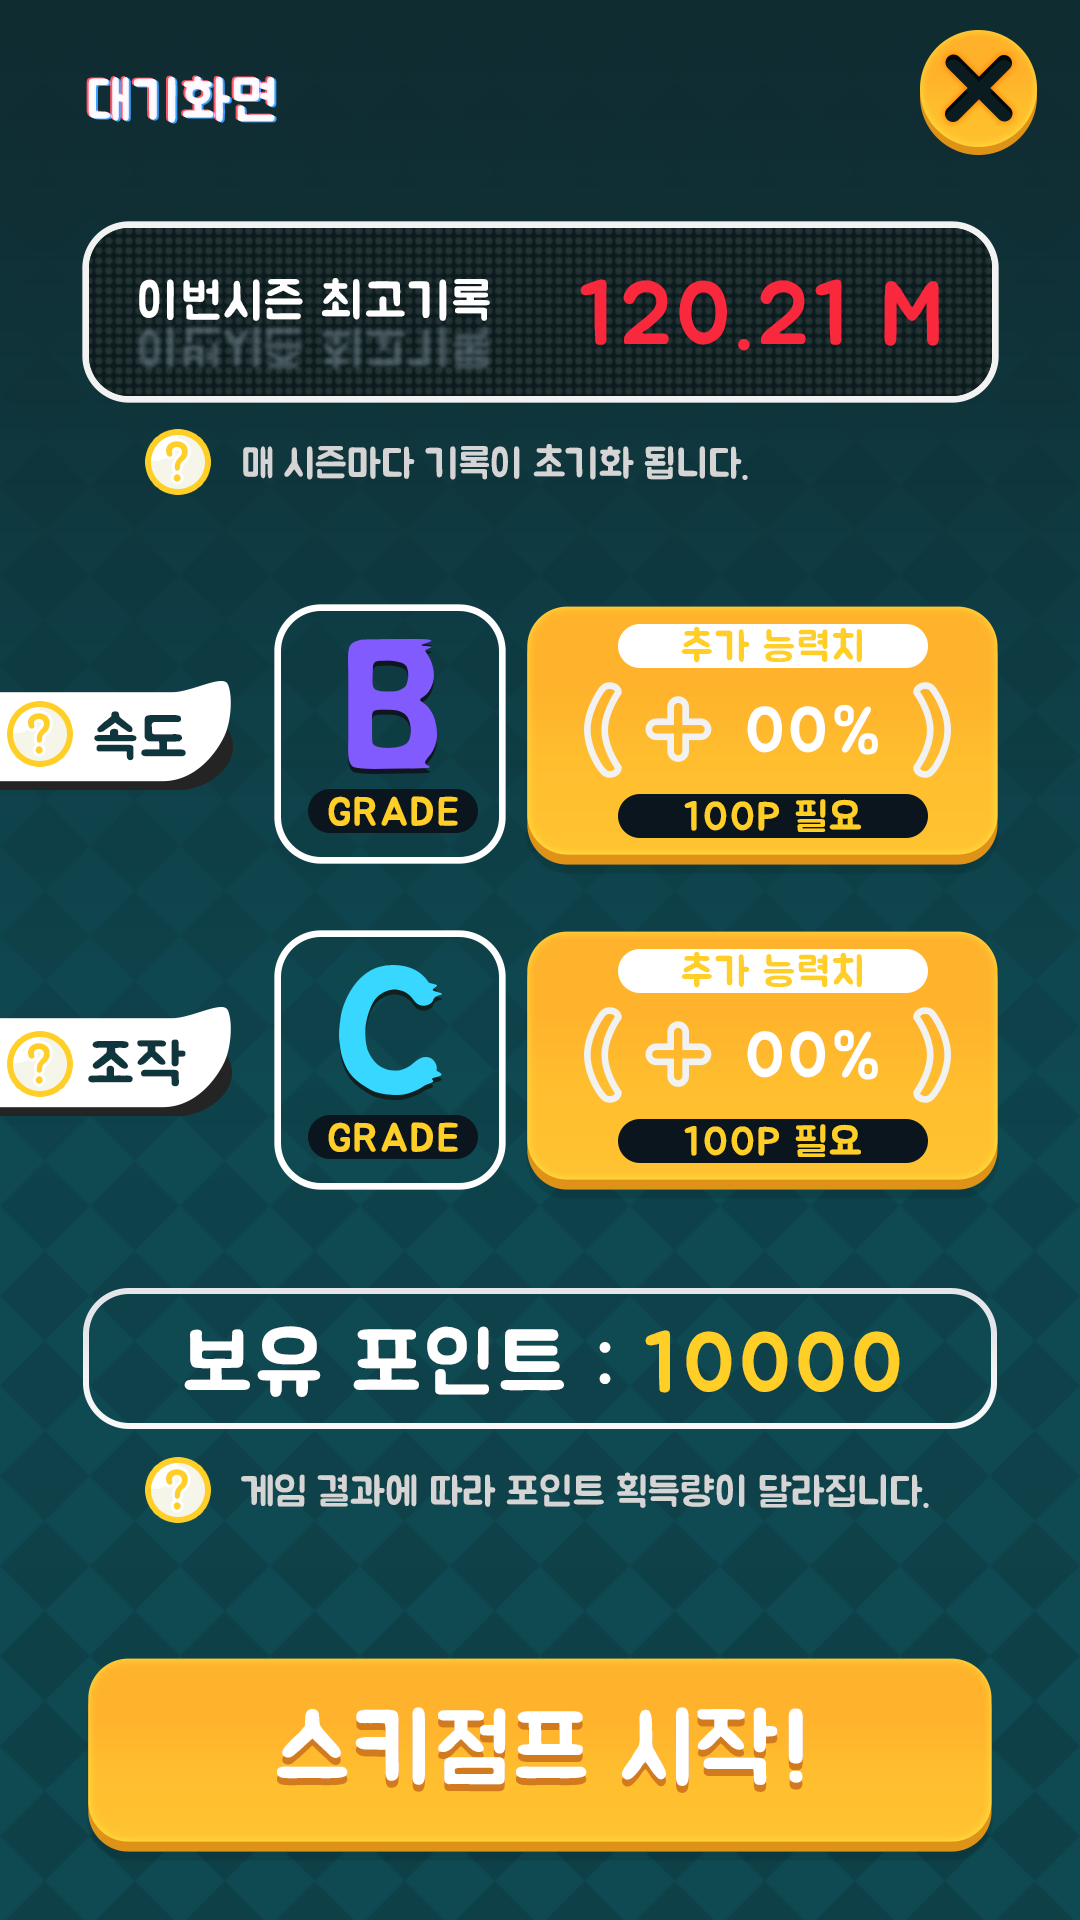 대기화면
이번시즌 최고기록 120.21 M
? 매 시즌마다 기록이 초기화 됩니다.
? 속도
B
GRADE
추가 능력치
( + 00% )
100P 필요
? 조작
C
GRADE
추가 능력치
( + 00% )
100P 필요
보유 포인트 : 10000
? 게임 결과에 따라 포인트 획득량이 달라집니다.
스키점프 시작!